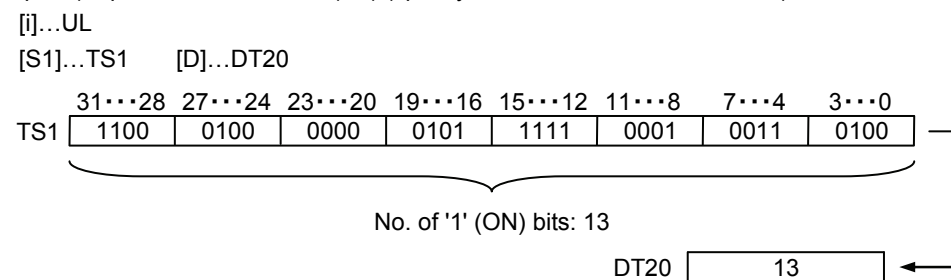 [i]…UL
[S1]…TS1 [D]…DT20
31･･･28 27･･･24 23･･･20 19･･･16 15･･･12 11･･･8 7･･･4 3･･･0
TS1 1100 0100 0000 0101 1111 0001 0011 0100
No. of '1' (ON) bits: 13
DT20 13